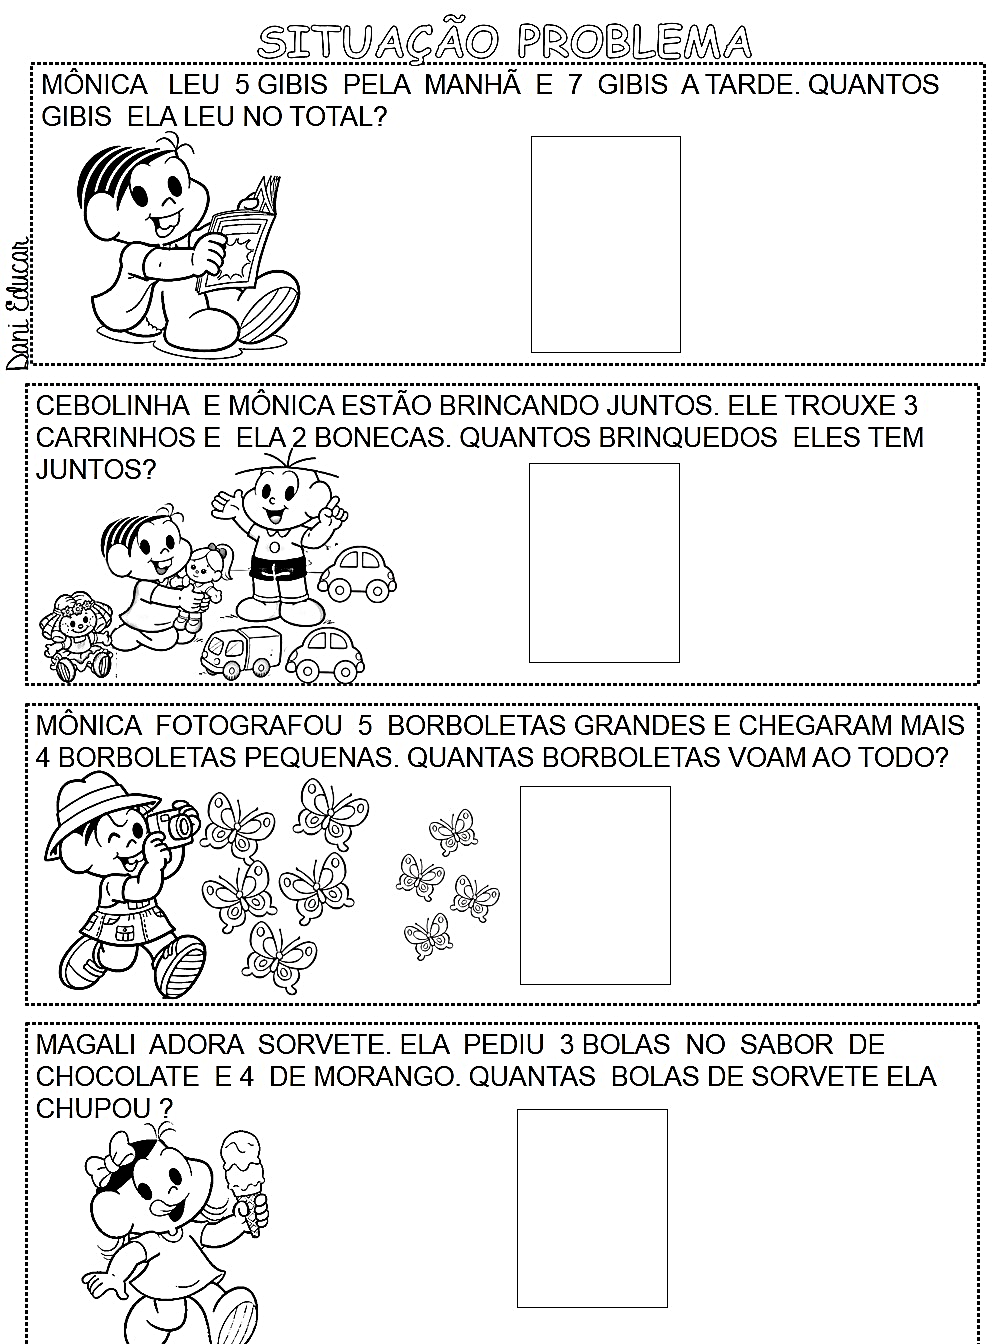 SITUAÇÃO PROBLEMA
MÔNICA LEU 5 GIBIS PELA MANHÃ E 7 GIBIS A TARDE. QUANTOS
GIBIS ELA LEU NO TOTAL?
Dani Educar
CEBOLINHA E MÔNICA ESTÃO BRINCANDO JUNTOS. ELE TROUXE 3
CARRINHOS E ELA 2 BONECAS. QUANTOS BRINQUEDOS ELES TEM
JUNTOS?
MÔNICA FOTOGRAFOU 5 BORBOLETAS GRANDES E CHEGARAM MAIS
4 BORBOLETAS PEQUENAS. QUANTAS BORBOLETAS VOAM AO TODO?
MAGALI ADORA SORVETE. ELA PEDIU 3 BOLAS NO SABOR DE
CHOCOLATE E 4 DE MORANGO. QUANTAS BOLAS DE SORVETE ELA
CHUPOU ?